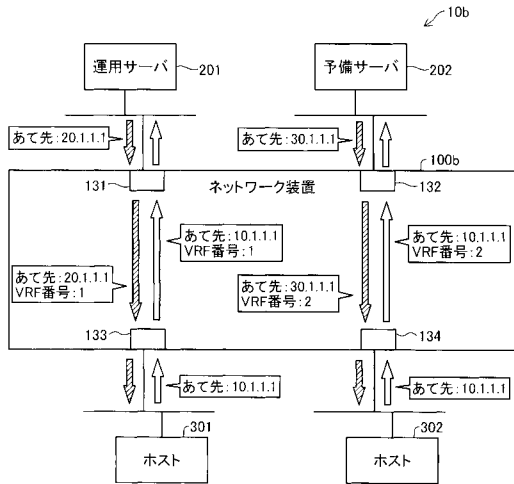 10b
運用サーバ
201
予備サーバ
202
あて先:20.1.1.1
あて先:30.1.1.1
100b
131
ネットワーク装置
132
あて先:10.1.1.1
VRF番号:1
あて先:10.1.1.1
VRF番号:2
あて先:20.1.1.1
VRF番号:1
あて先:30.1.1.1
VRF番号:2
133
134
あて先:10.1.1.1
あて先:10.1.1.1
301
302
ホスト
ホスト